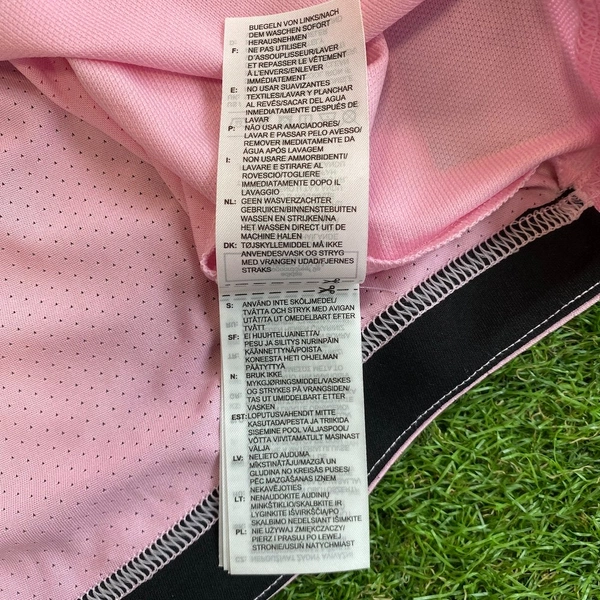 BUEGELN VON LINKS/NACH
DEM WASCHEN SOFORT
HERAUSNEHMEN
F: NE PAS UTILISER
D'ASSOUPLISSEUR/LAVER
ET REPASSER LE VÊTEMENT
À L'ENVERS/ENLEVER
IMMÉDIATEMENT
E: NO USAR SUAVIZANTES
TEXTILES/LAVAR Y PLANCHAR
AL REVÉS/SACAR DEL AGUA
INMEDIATAMENTE DESPUÉS DE
LAVAR
P: NÃO USAR AMACIADORES/
LAVAR E PASSAR PELO AVESSO/
REMOVER IMEDIATAMENTE DA
ÁGUA APÓS LAVAGEM
I: NON USARE AMMORBIDENTI/
LAVARE E STIRARE AL
ROVESCIO/TOGLIERE
IMMEDIATAMENTE DOPO IL
LAVAGGIO
NL: GEEN WASVERZACHTER
GEBRUIKEN/BINNENSTEBUITEN
WASSEN EN STRIJKEN/NA
HET WASSEN DIRECT UIT DE
MACHINE HALEN
DK: TØJSKYLLEMIDDEL MÅ IKKE
ANVENDES/VASK OG STRYG
MED VRANGEN UDAD/FJERNES
STRAKS
S: ANVÄND INTE SKÖLJMEDEL/
TVÄTTA OCH STRYK MED AVIGAN
UTÅT/TA UT OMEDELBART EFTER
TVÄTT
SF: EI HUUHTELUAINETTA/
PESU JA SILITYS NURINPÄIN
KÄÄNNETTYNÄ/POISTA
KONEESTA HETI OHJELMAN
PÄÄTYTTYÄ
N: BRUK IKKE
MYKGJØRINGSMIDDEL/VASKES
OG STRYKES PÅ VRANGSIDEN/
TAS UT UMIDDELBART ETTER
VASKEN
EST: LOPUTUSVAHENDIT MITTE
KASUTADA/PESTA JA TRIIKIDA
SISEMINE POOL VÄLJASPOOL/
VÕTTA VIIVITAMATULT MASINAST
VÄLJA
LV: NELIETO AUDUMA
MĪKSTINĀTĀJU/MAZGĀ UN
GLUDINA NO KREISĀS PUSES/
PĒC MAZGĀŠANAS IZŅEM
NEKAVĒJOTIES
LT: NENAUDOKITE AUDINIŲ
MINKŠTIKLIO/SKALBKITE IR
LYGINKITE IŠVIRKŠČIĄ/PO
SKALBIMO NEDELSIANT IŠIMKITE
PL: NIE UŻYWAJ ZMIĘKCZACZY/
PIERZ I PRASUJ PO LEWEJ
STRONIE/USUŃ NATYCHMIAST